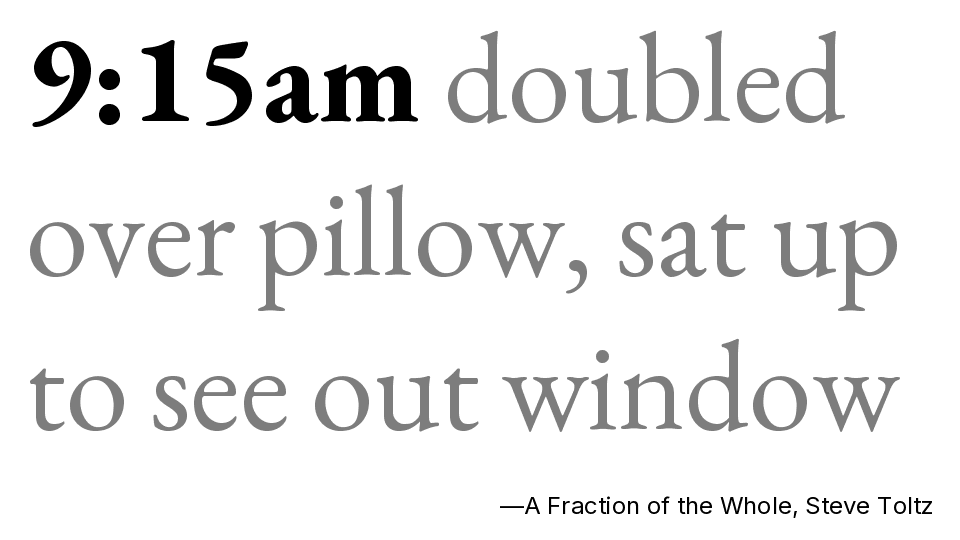 9:15am doubled
over pillow, sat up
to see out window
—A Fraction of the Whole, Steve Toltz